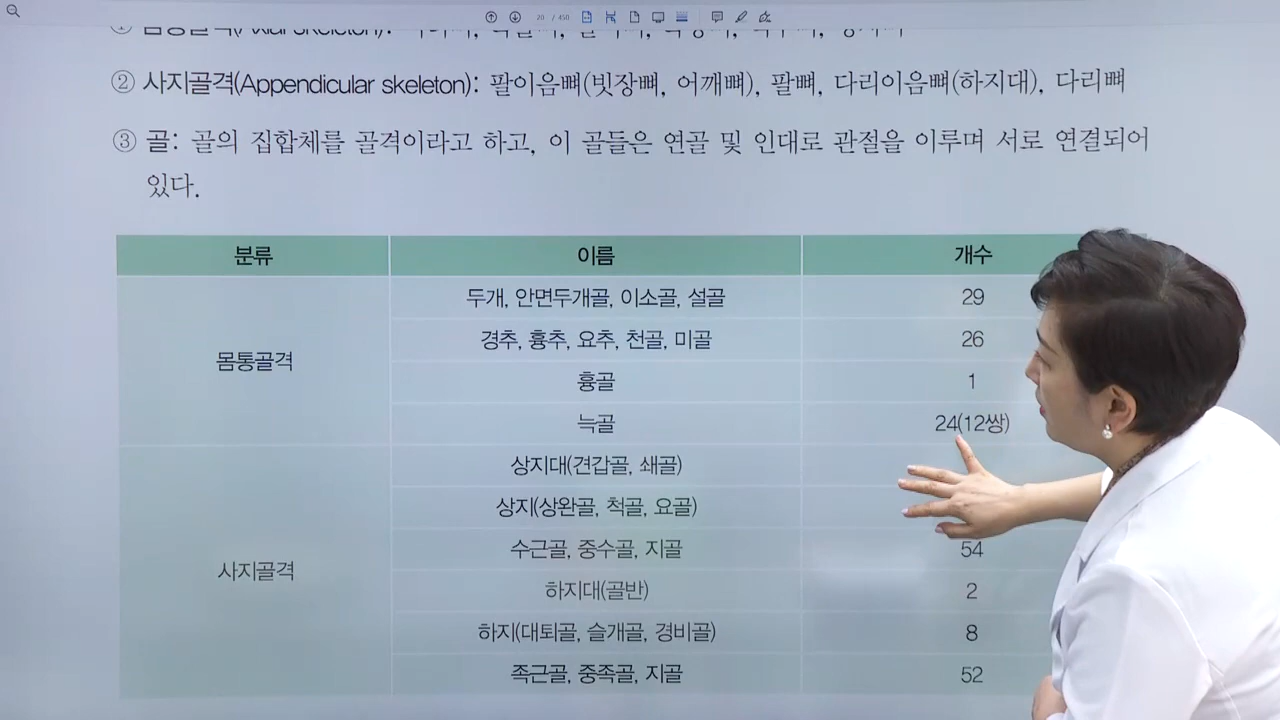 20 / 450
② 사지골격(Appendicular skeleton): 팔이음뼈(빗장뼈, 어깨뼈), 팔뼈, 다리이음뼈(하지대), 다리뼈
③ 골: 골의 집합체를 골격이라고 하고, 이 골들은 연골 및 인대로 관절을 이루며 서로 연결되어
있다.
분류 이름 개수
두개, 안면두개골, 이소골, 설골 29
경추, 흉추, 요추, 천골, 미골 26
몸통골격
흉골 1
늑골 24(12쌍)
상지대(견갑골, 쇄골)
상지(상완골, 척골, 요골)
수근골, 중수골, 지골 54
사지골격
하지대(골반) 2
하지(대퇴골, 슬개골, 경비골) 8
족근골, 중족골, 지골 52